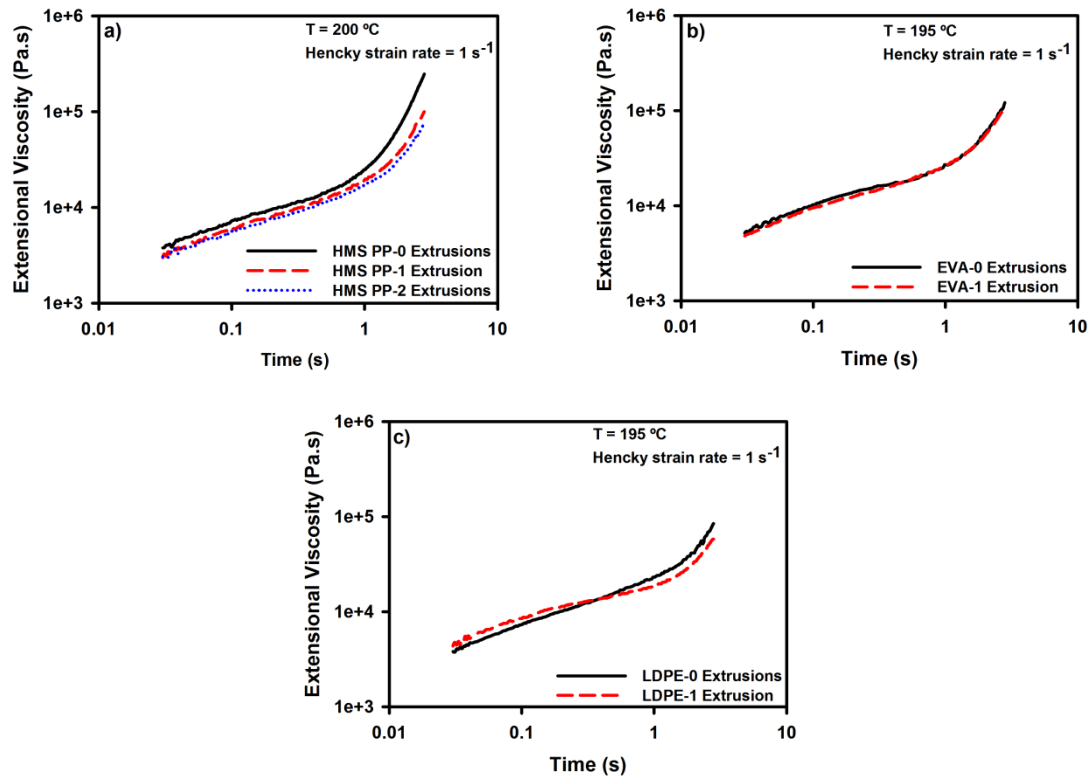 a)
T = 200 ºC
Hencky strain rate = 1 s⁻¹
Extensional Viscosity (Pa.s)
1e+6
1e+5
1e+4
1e+3
HMS PP-0 Extrusions
HMS PP-1 Extrusion
HMS PP-2 Extrusions
0.01
0.1
1
10
Time (s)
b)
T = 195 ºC
Hencky strain rate = 1 s⁻¹
Extensional Viscosity (Pa.s)
1e+6
1e+5
1e+4
1e+3
EVA-0 Extrusions
EVA-1 Extrusion
0.01
0.1
1
10
Time (s)
c)
T = 195 ºC
Hencky strain rate = 1 s⁻¹
Extensional Viscosity (Pa.s)
1e+6
1e+5
1e+4
1e+3
LDPE-0 Extrusions
LDPE-1 Extrusion
0.01
0.1
1
10
Time (s)